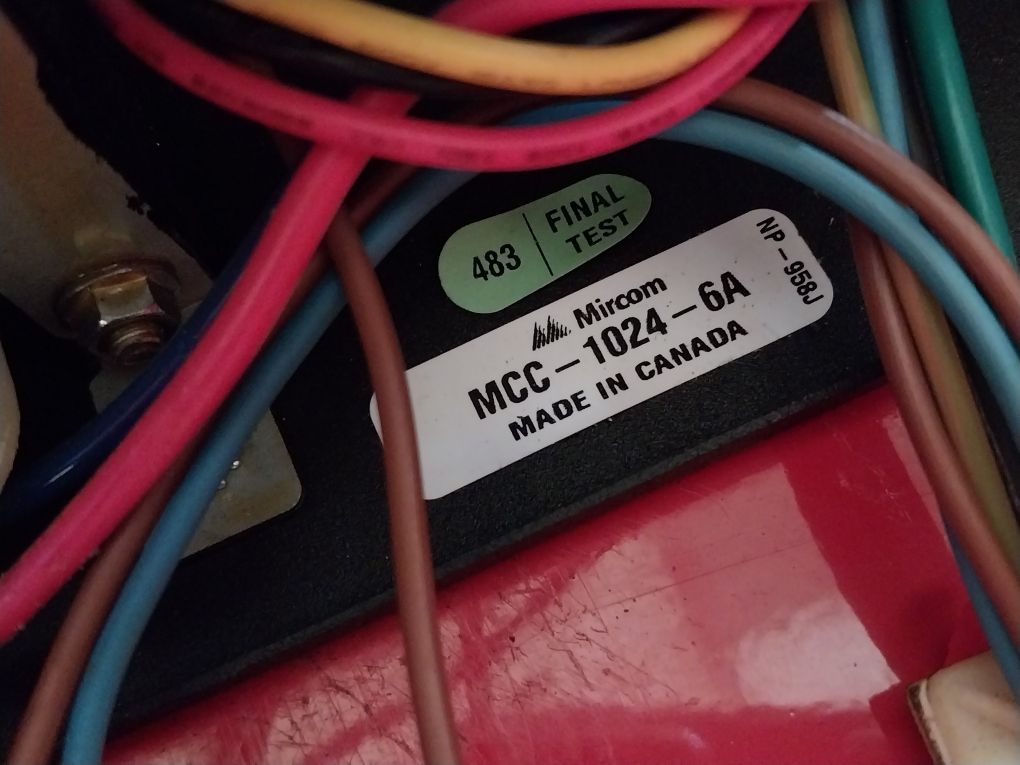 483 FINAL
TEST
Mircom
MCC-1024-6A
MADE IN CANADA
NP-958J